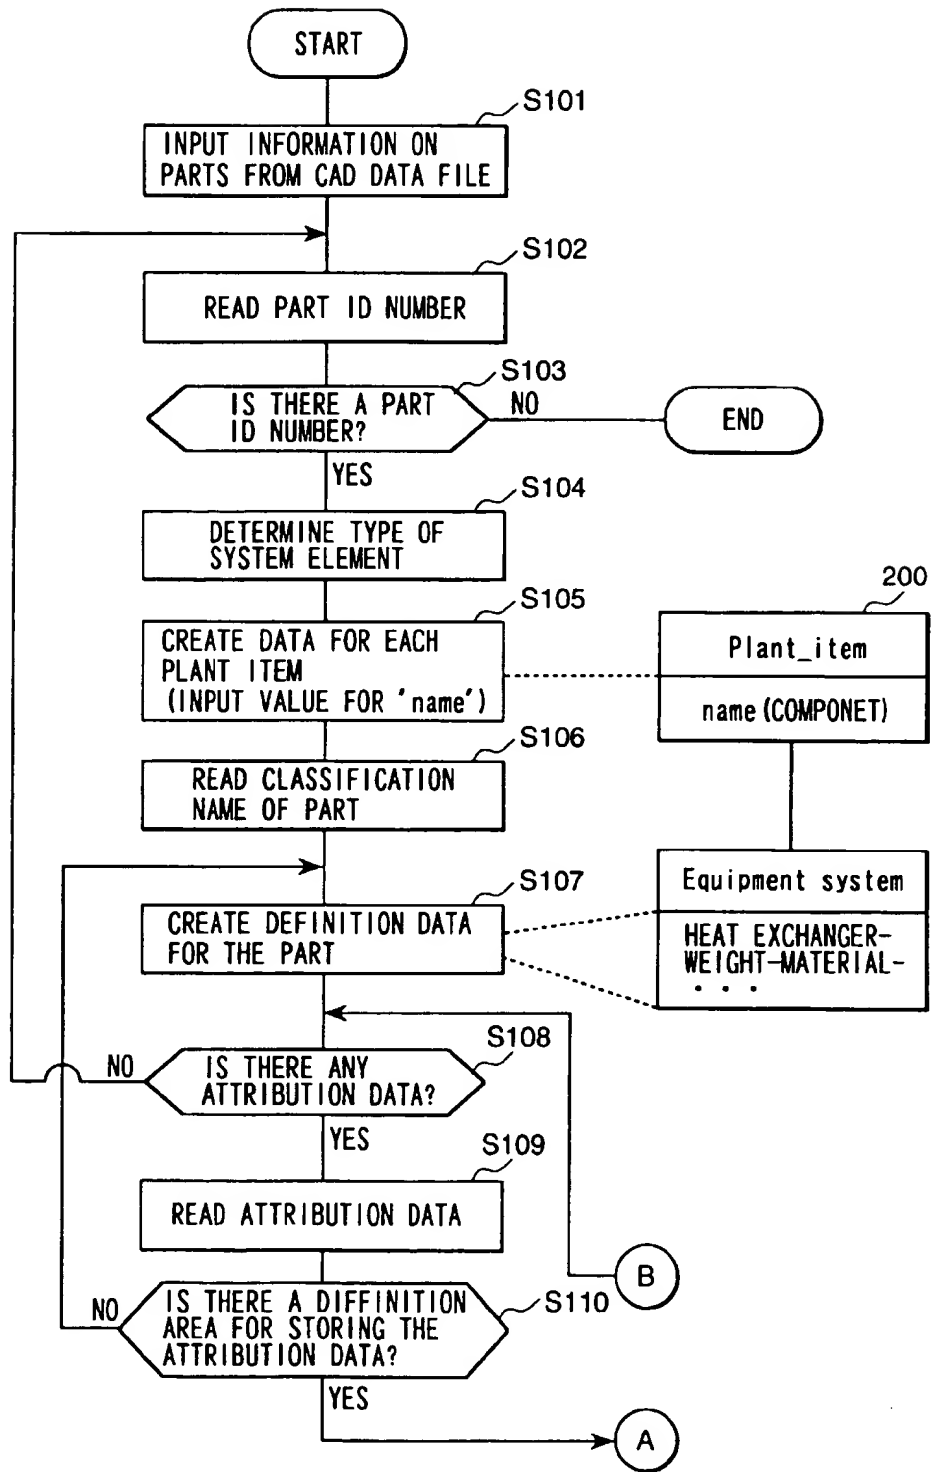 START
S101
INPUT INFORMATION ON
PARTS FROM CAD DATA FILE
S102
READ PART ID NUMBER
S103
IS THERE A PART
ID NUMBER?
NO
END
YES
S104
DETERMINE TYPE OF
SYSTEM ELEMENT
S105
CREATE DATA FOR EACH
PLANT ITEM
(INPUT VALUE FOR 'name')
200
Plant_item
name(COMPONET)
S106
READ CLASSIFICATION
NAME OF PART
S107
CREATE DEFINITION DATA
FOR THE PART
Equipment system
HEAT EXCHANGER-
WEIGHT-MATERIAL-
. . .
S108
NO
IS THERE ANY
ATTRIBUTION DATA?
YES
S109
READ ATTRIBUTION DATA
B
S110
NO
IS THERE A DIFFINITION
AREA FOR STORING THE
ATTRIBUTION DATA?
YES
A